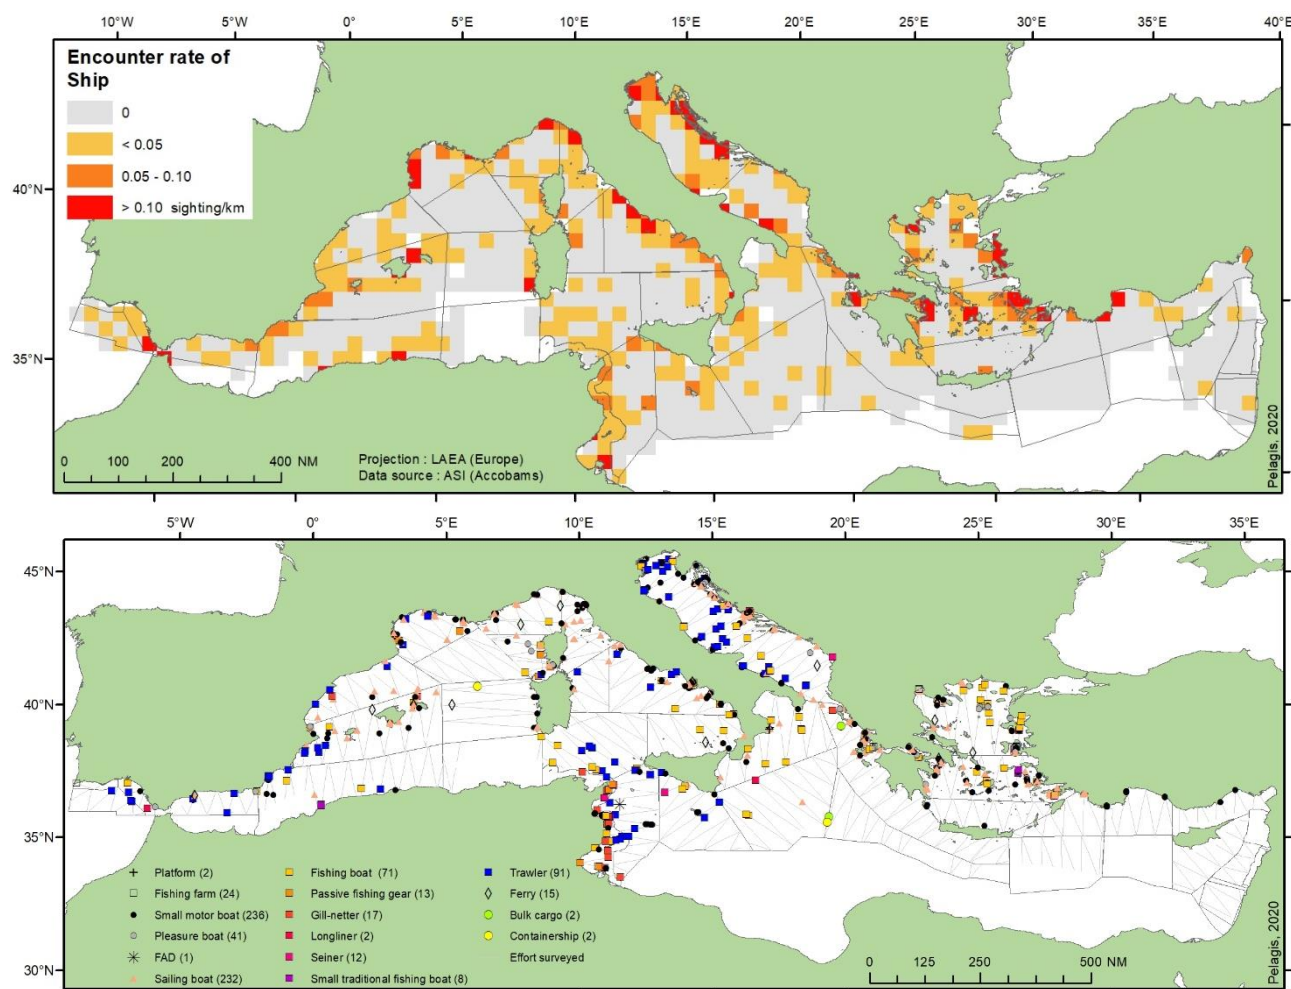 10°W 5°W 0° 5°E 10°E 15°E 20°E 25°E 30°E 35°E 40°E
Encounter rate of
Ship
0
< 0.05
0.05 - 0.10
> 0.10 sighting/km
40°N
35°N
0 100 200 400 NM
Projection : LAEA (Europe)
Data source : ASI (Accobams)
Pelagis, 2020
5°W 0° 5°E 10°E 15°E 20°E 25°E 30°E 35°E
45°N
40°N
35°N
30°N
Platform (2)
Fishing farm (24)
Small motor boat (236)
Pleasure boat (41)
FAD (1)
Sailing boat (232)
Fishing boat (71)
Passive fishing gear (13)
Gill-netter (17)
Longliner (2)
Seiner (12)
Small traditional fishing boat (8)
Trawler (91)
Ferry (15)
Bulk cargo (2)
Containership (2)
Effort surveyed
0 125 250 500 NM
Pelagis, 2020